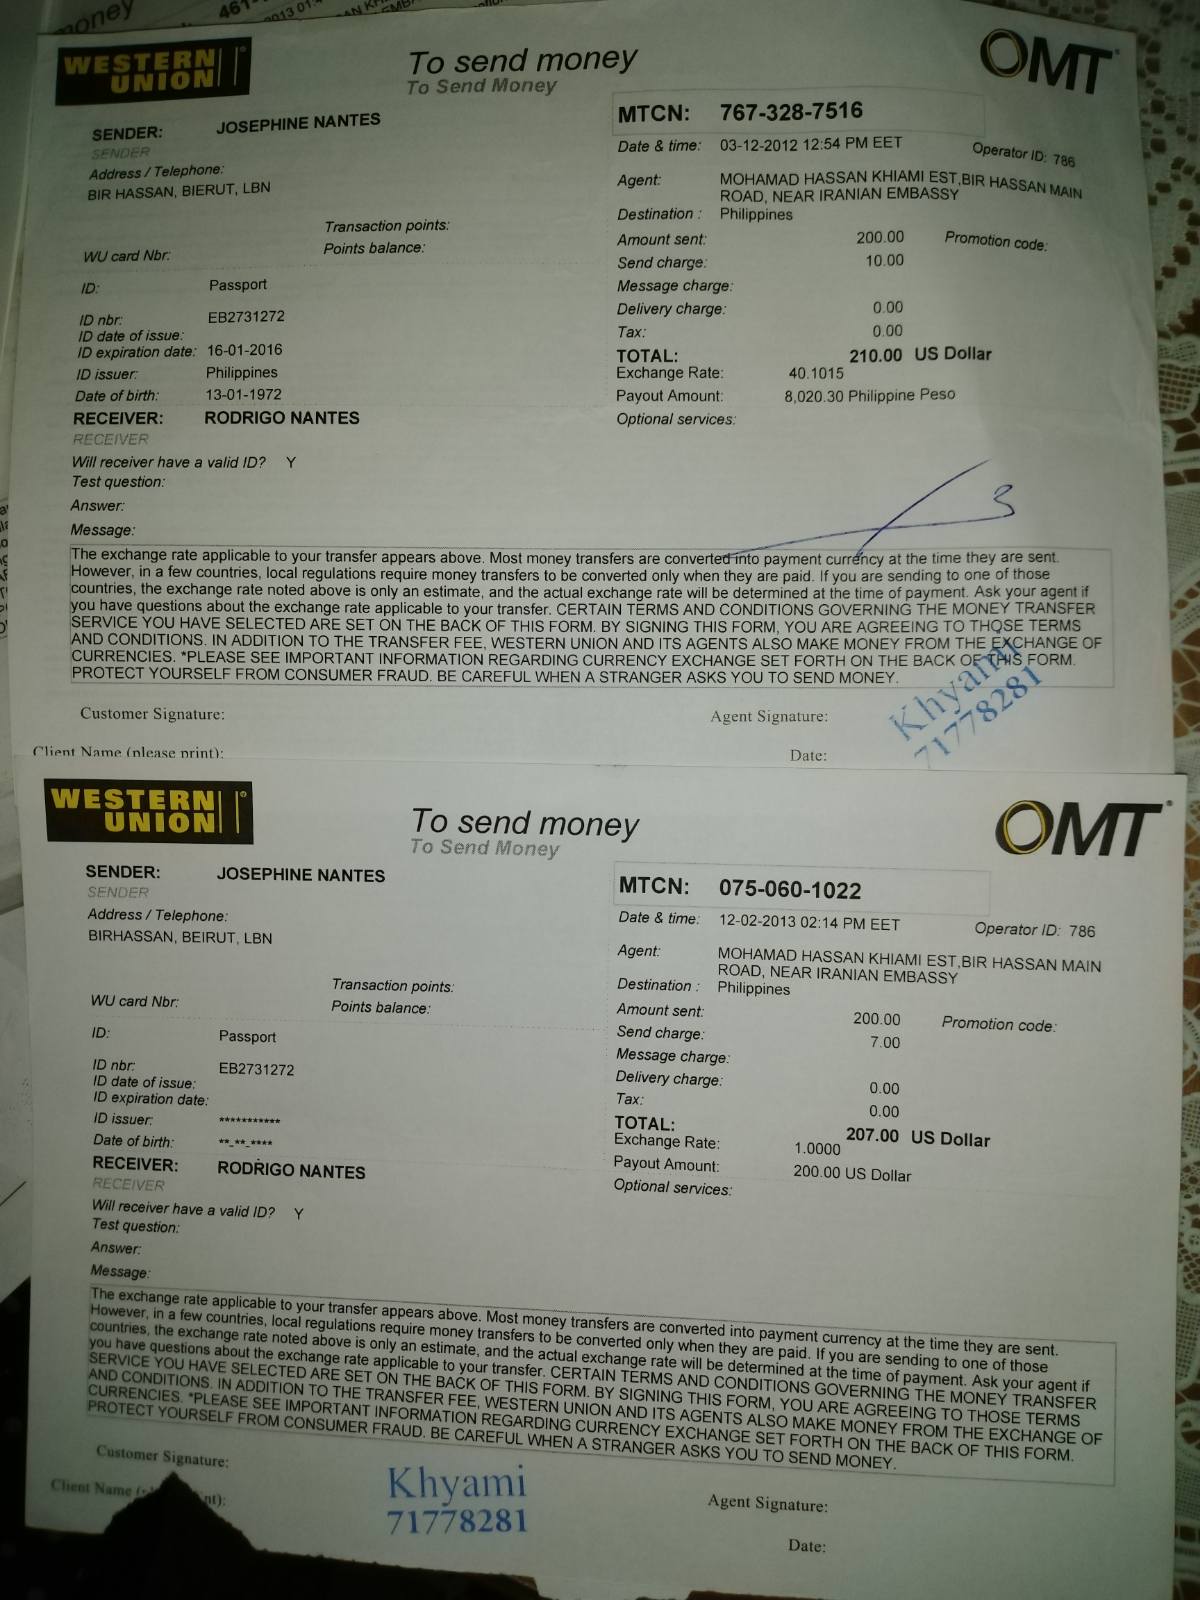 money
461-
2013 01:4
WESTERN UNION
To send money
To Send Money
OMT
SENDER: JOSEPHINE NANTES
SENDER
Address / Telephone:
BIR HASSAN, BIERUT, LBN
Transaction points:
Points balance:
WU card Nbr:
ID: Passport
ID nbr: EB2731272
ID date of issue:
ID expiration date: 16-01-2016
ID issuer: Philippines
Date of birth: 13-01-1972
RECEIVER: RODRIGO NANTES
RECEIVER
Will receiver have a valid ID? Y
Test question:
Answer:
Message:
MTCN: 767-328-7516
Date & time: 03-12-2012 12:54 PM EET Operator ID: 786
Agent: MOHAMAD HASSAN KHIAMI EST,BIR HASSAN MAIN
ROAD, NEAR IRANIAN EMBASSY
Destination : Philippines
Amount sent: 200.00 Promotion code:
Send charge: 10.00
Message charge:
Delivery charge: 0.00
Tax: 0.00
TOTAL: 210.00 US Dollar
Exchange Rate: 40.1015
Payout Amount: 8,020.30 Philippine Peso
Optional services:
The exchange rate applicable to your transfer appears above. Most money transfers are converted into payment currency at the time they are sent.
However, in a few countries, local regulations require money transfers to be converted only when they are paid. If you are sending to one of those
countries, the exchange rate noted above is only an estimate, and the actual exchange rate will be determined at the time of payment. Ask your agent if
you have questions about the exchange rate applicable to your transfer. CERTAIN TERMS AND CONDITIONS GOVERNING THE MONEY TRANSFER
SERVICE YOU HAVE SELECTED ARE SET ON THE BACK OF THIS FORM. BY SIGNING THIS FORM, YOU ARE AGREEING TO THOSE TERMS
AND CONDITIONS. IN ADDITION TO THE TRANSFER FEE, WESTERN UNION AND ITS AGENTS ALSO MAKE MONEY FROM THE EXCHANGE OF
CURRENCIES. *PLEASE SEE IMPORTANT INFORMATION REGARDING CURRENCY EXCHANGE SET FORTH ON THE BACK OF THIS FORM.
PROTECT YOURSELF FROM CONSUMER FRAUD. BE CAREFUL WHEN A STRANGER ASKS YOU TO SEND MONEY.
Customer Signature: Agent Signature:
Khyami
71778281
Client Name (please print): Date:
WESTERN UNION
To send money
To Send Money
OMT
SENDER: JOSEPHINE NANTES
SENDER
Address / Telephone:
BIRHASSAN, BEIRUT, LBN
Transaction points:
Points balance:
WU card Nbr:
ID: Passport
ID nbr: EB2731272
ID date of issue:
ID expiration date:
ID issuer: ***********
Date of birth: **-**-****
RECEIVER: RODRIGO NANTES
RECEIVER
Will receiver have a valid ID? Y
Test question:
Answer:
Message:
MTCN: 075-060-1022
Date & time: 12-02-2013 02:14 PM EET Operator ID: 786
Agent: MOHAMAD HASSAN KHIAMI EST,BIR HASSAN MAIN
ROAD, NEAR IRANIAN EMBASSY
Destination : Philippines
Amount sent: 200.00 Promotion code:
Send charge: 7.00
Message charge:
Delivery charge: 0.00
Tax: 0.00
TOTAL: 207.00 US Dollar
Exchange Rate: 1.0000
Payout Amount: 200.00 US Dollar
Optional services:
The exchange rate applicable to your transfer appears above. Most money transfers are converted into payment currency at the time they are sent.
However, in a few countries, local regulations require money transfers to be converted only when they are paid. If you are sending to one of those
countries, the exchange rate noted above is only an estimate, and the actual exchange rate will be determined at the time of payment. Ask your agent if
you have questions about the exchange rate applicable to your transfer. CERTAIN TERMS AND CONDITIONS GOVERNING THE MONEY TRANSFER
SERVICE YOU HAVE SELECTED ARE SET ON THE BACK OF THIS FORM. BY SIGNING THIS FORM, YOU ARE AGREEING TO THOSE TERMS
AND CONDITIONS. IN ADDITION TO THE TRANSFER FEE, WESTERN UNION AND ITS AGENTS ALSO MAKE MONEY FROM THE EXCHANGE OF
CURRENCIES. *PLEASE SEE IMPORTANT INFORMATION REGARDING CURRENCY EXCHANGE SET FORTH ON THE BACK OF THIS FORM.
PROTECT YOURSELF FROM CONSUMER FRAUD. BE CAREFUL WHEN A STRANGER ASKS YOU TO SEND MONEY.
Customer Signature: Agent Signature:
Khyami
71778281
Client Name nt): Date: